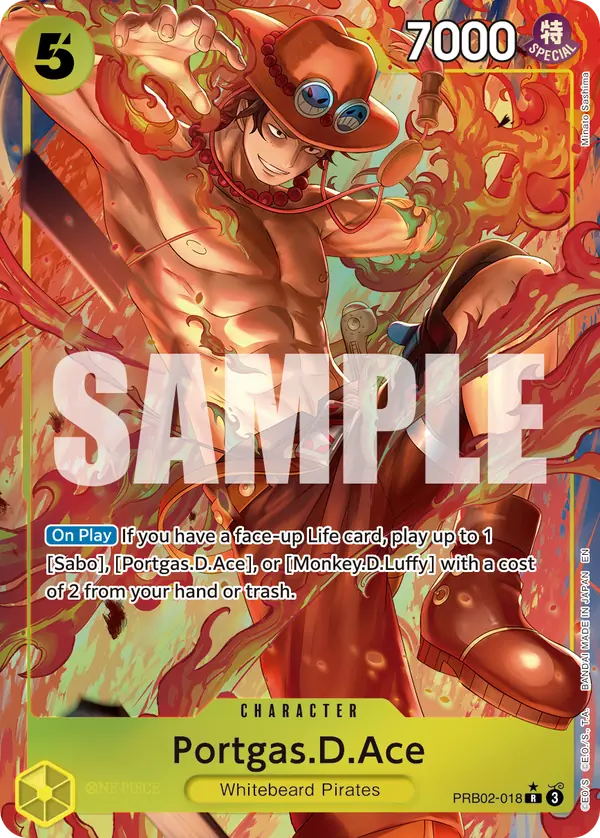 5
7000
特
SPECIAL
Minato Sashima
SAMPLE
On Play If you have a face-up Life card, play up to 1
[Sabo], [Portgas.D.Ace], or [Monkey.D.Luffy] with a cost
of 2 from your hand or trash.
©E.O/S ©E.O./S., T.A. BANDAI MADE IN JAPAN EN
CHARACTER
Portgas.D.Ace
ONE PIECE
Whitebeard Pirates
PRB02-018 ★ R 3